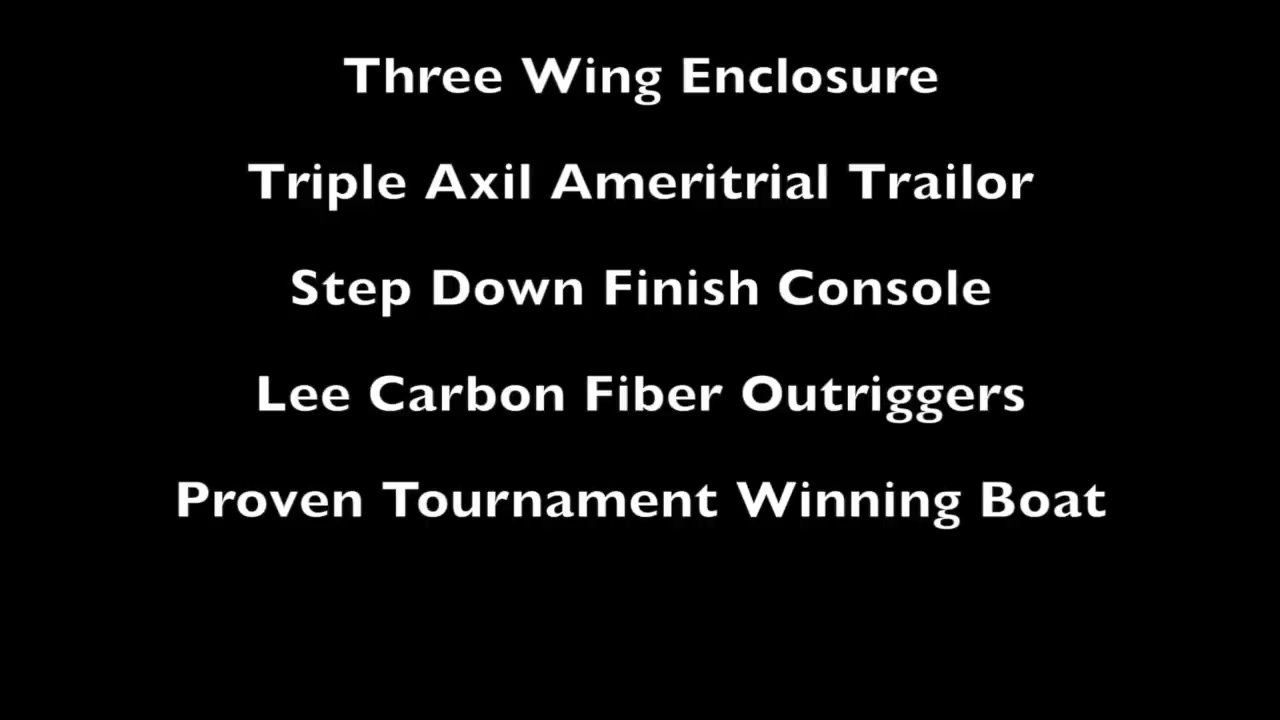 Three Wing Enclosure
Triple Axil Ameritrial Trailor
Step Down Finish Console
Lee Carbon Fiber Outriggers
Proven Tournament Winning Boat